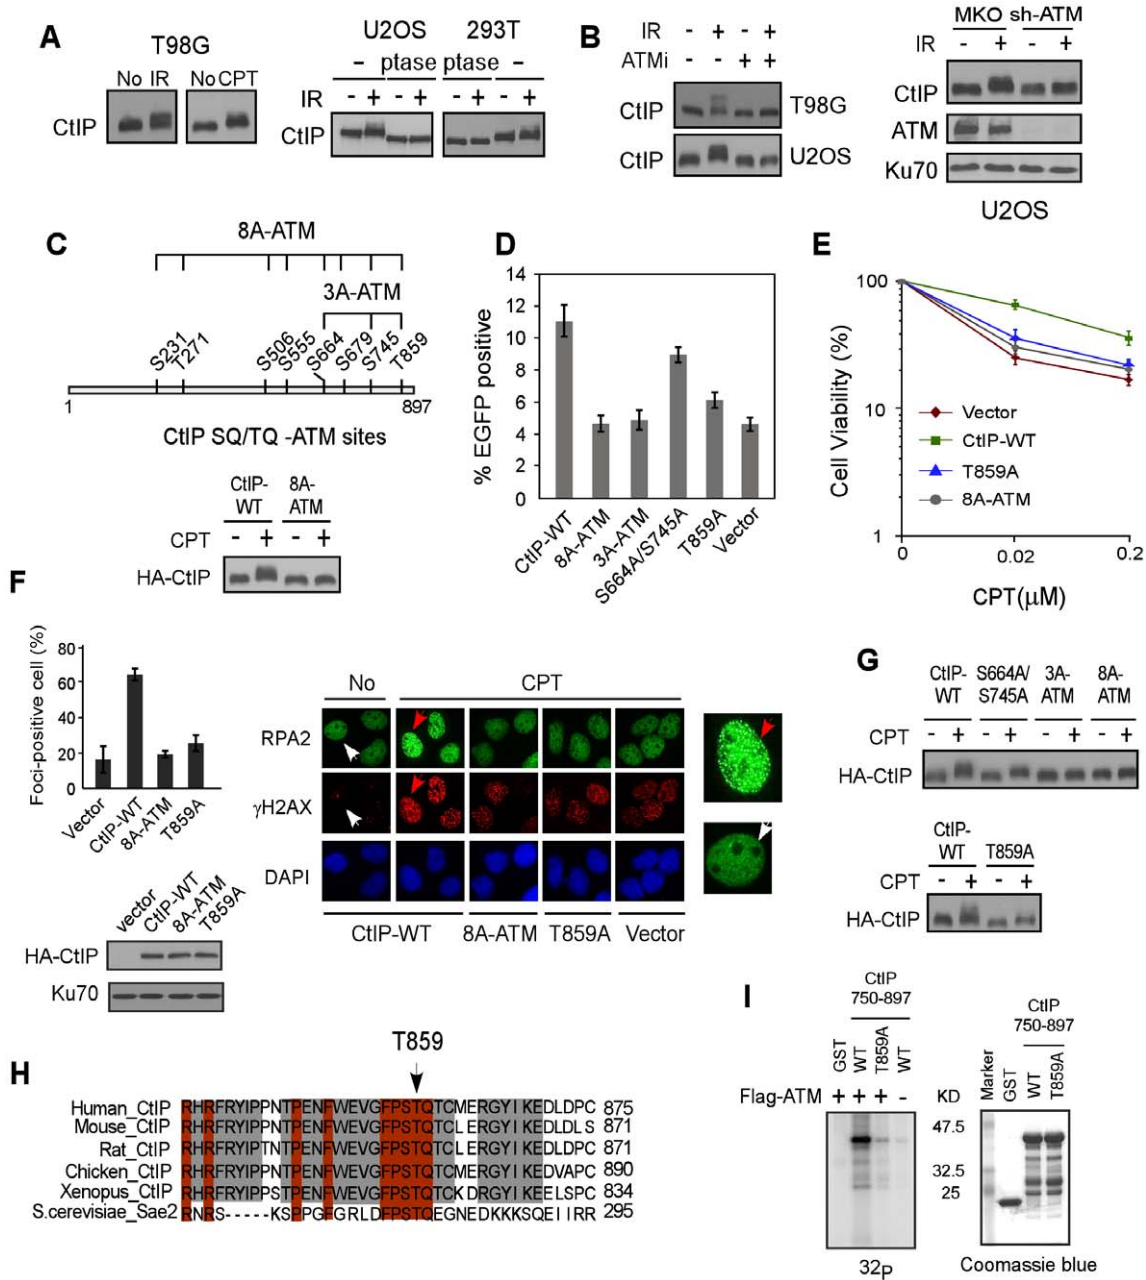 A
T98G
No IR
No CPT
CtIP
U2OS 293T
– ptase ptase –
IR - + - + - + - +
CtIP
B
IR - + - +
ATMi - - + +
CtIP T98G
CtIP U2OS
MKO sh-ATM
IR - + - +
CtIP
ATM
Ku70
U2OS
C
8A-ATM
3A-ATM
S231 T271 S506 S555 S664 S679 S745 T859
1 897
CtIP SQ/TQ -ATM sites
CtIP-WT 8A-ATM
CPT - + - +
HA-CtIP
D
% EGFP positive
14
12
10
8
6
4
2
0
CtIP-WT 8A-ATM 3A-ATM S664A/S745A T859A Vector
E
Cell Viability (%)
100
10
1
Vector
CtIP-WT
T859A
8A-ATM
0 0.02 0.2
CPT(μM)
F
Foci-positive cell (%)
80
60
40
20
0
Vector CtIP-WT 8A-ATM T859A
vector CtIP-WT 8A-ATM T859A
HA-CtIP
Ku70
No CPT
RPA2
γH2AX
DAPI
CtIP-WT 8A-ATM T859A Vector
G
CtIP-WT S664A/S745A 3A-ATM 8A-ATM
CPT - + - + - + - +
HA-CtIP
CtIP-WT T859A
CPT - + - +
HA-CtIP
H
T859
Human_CtIP RHRFRYIPPNTPENFWEVGFPSTQTCMERGYIKEDLDPC 875
Mouse_CtIP RHRFRYIPPNTPENFWEVGFPSTQTCLERGYIKEDLDLS 871
Rat_CtIP RHRFRYIPPNTPENFWEVGFPSTQTCLERGYIKEDLDPC 871
Chicken_CtIP RHRFRYIPPNTPENFWEVGFPSTQTCMERGYIKEDVAPC 890
Xenopus_CtIP RHRFRYIPPSTPENFWEVGFPSTQTCKDRGYIKEELSPC 834
S.cerevisiae_Sae2 RNRS-----KSPPGFGRLDFPSTQEGNEDKKKSQEIIRR 295
I
CtIP
750-897
GST WT T859A WT
Flag-ATM + + + -
32P
KD
47.5
32.5
25
CtIP
750-897
Marker GST WT T859A
Coomassie blue